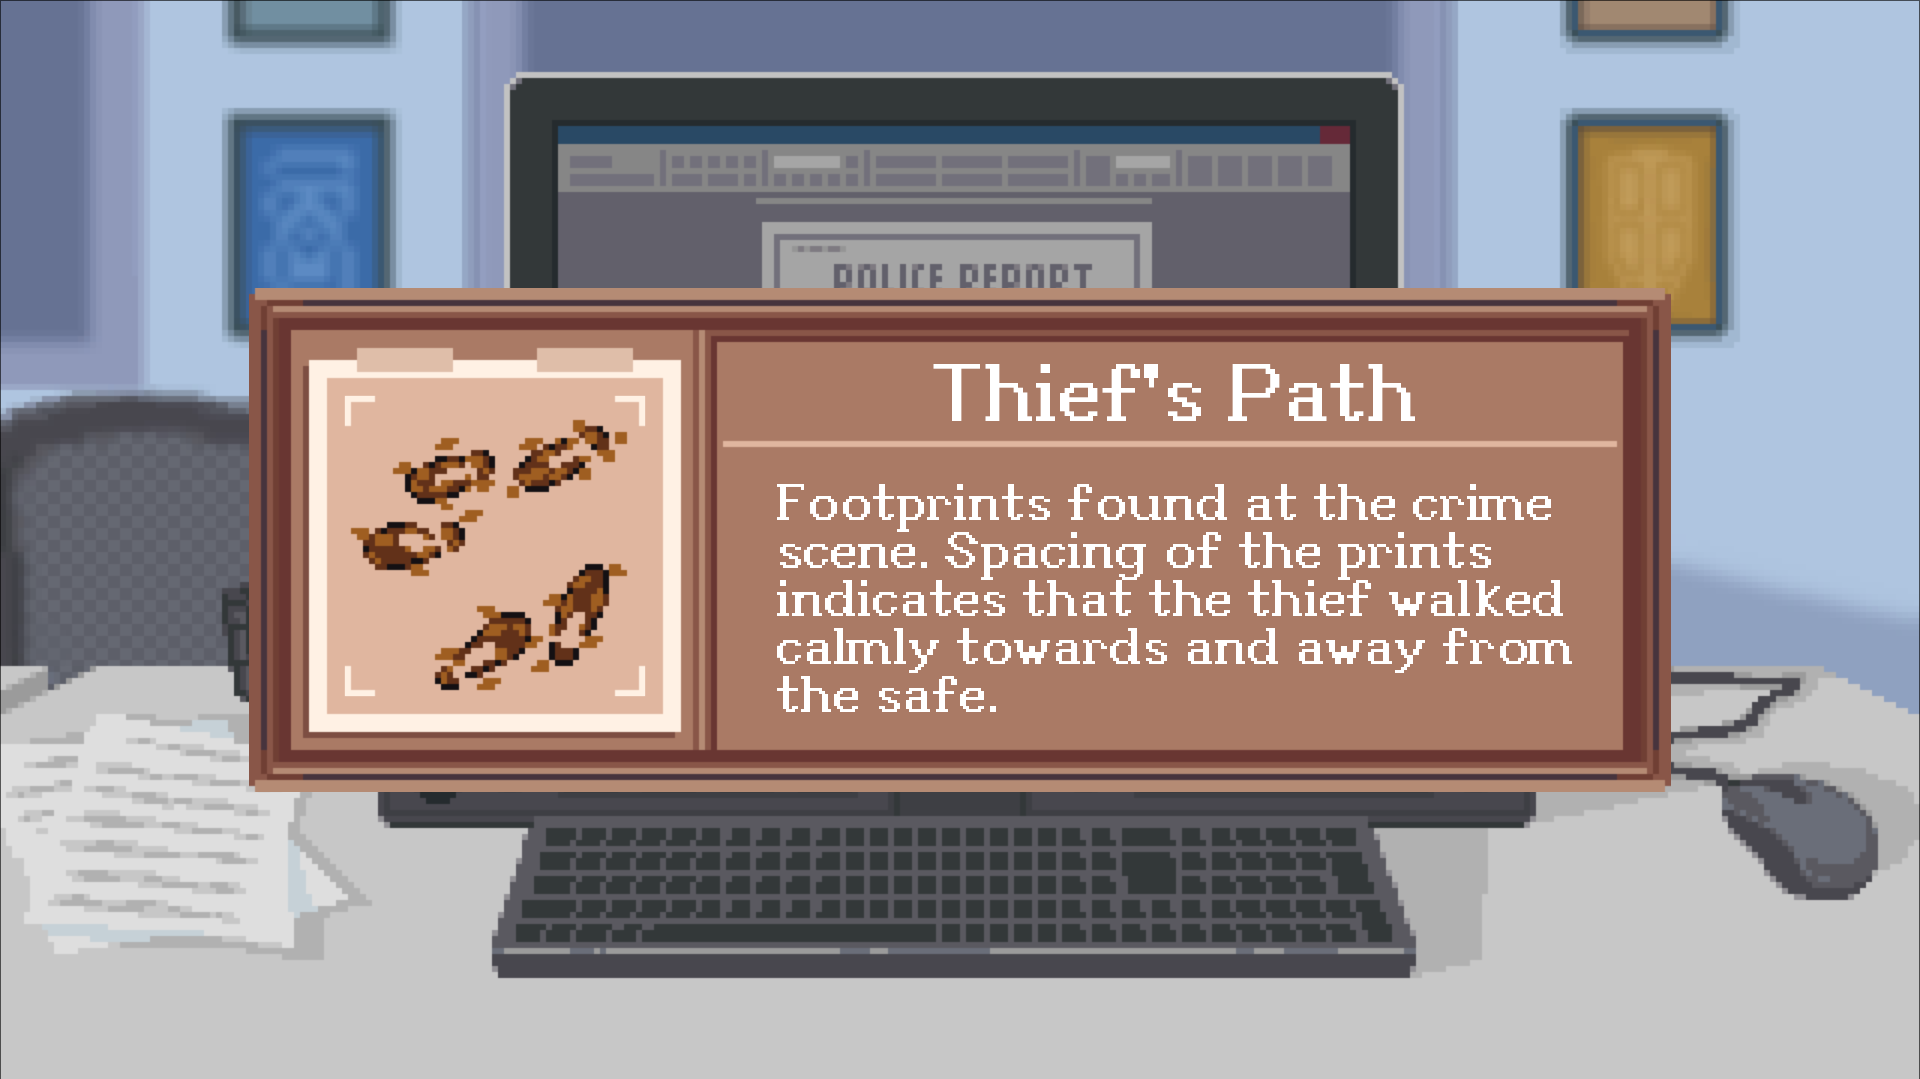 POLICE REPORT
Thief's Path
Footprints found at the crime
scene. Spacing of the prints
indicates that the thief walked
calmly towards and away from
the safe.